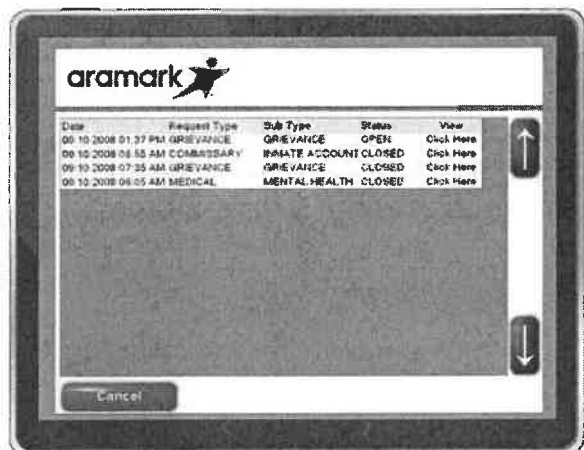 aramark
Date Request Type Sub Type Status View
09-10-2008 01:37 PM GRIEVANCE GRIEVANCE OPEN Click Here
09-10-2008 08:55 AM COMMISSARY INMATE ACCOUNT CLOSED Click Here
09-10-2008 07:35 AM GRIEVANCE GRIEVANCE CLOSED Click Here
09-10-2008 06:05 AM MEDICAL MENTAL HEALTH CLOSED Click Here
Cancel